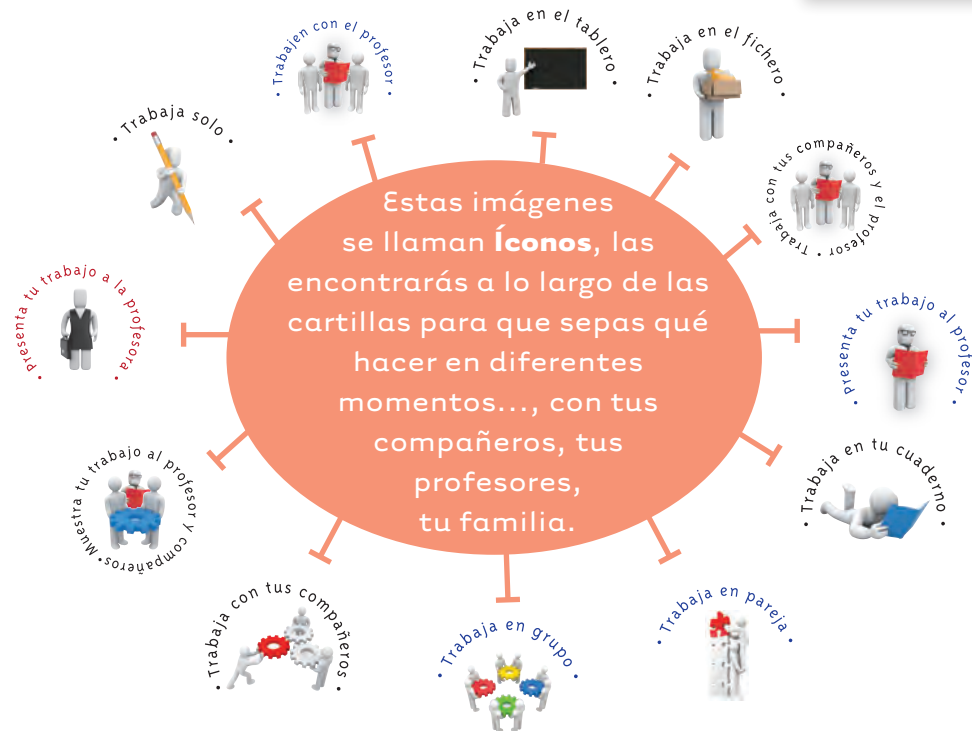 • Trabajen con el profesor •
• Trabaja en el tablero •
• Trabaja en el fichero •
• Trabaja solo •
Trabaja con tus compañeros y el profesor •
• Presenta tu trabajo a la profesora •
• Presenta tu trabajo al profesor •
Estas imágenes
se llaman Íconos, las
encontrarás a lo largo de las
cartillas para que sepas qué
hacer en diferentes
momentos..., con tus
compañeros, tus
profesores,
tu familia.
Muestra tu trabajo al profesor y compañeros •
• Trabaja en tu cuaderno •
• Trabaja con tus compañeros •
• Trabaja en grupo •
• Trabaja en pareja •